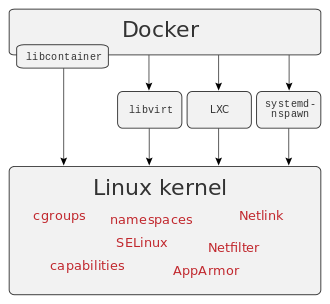 Docker
libcontainer
libvirt
LXC
systemd-
nspawn
Linux kernel
cgroups
namespaces
Netlink
SELinux
Netfilter
capabilities
AppArmor